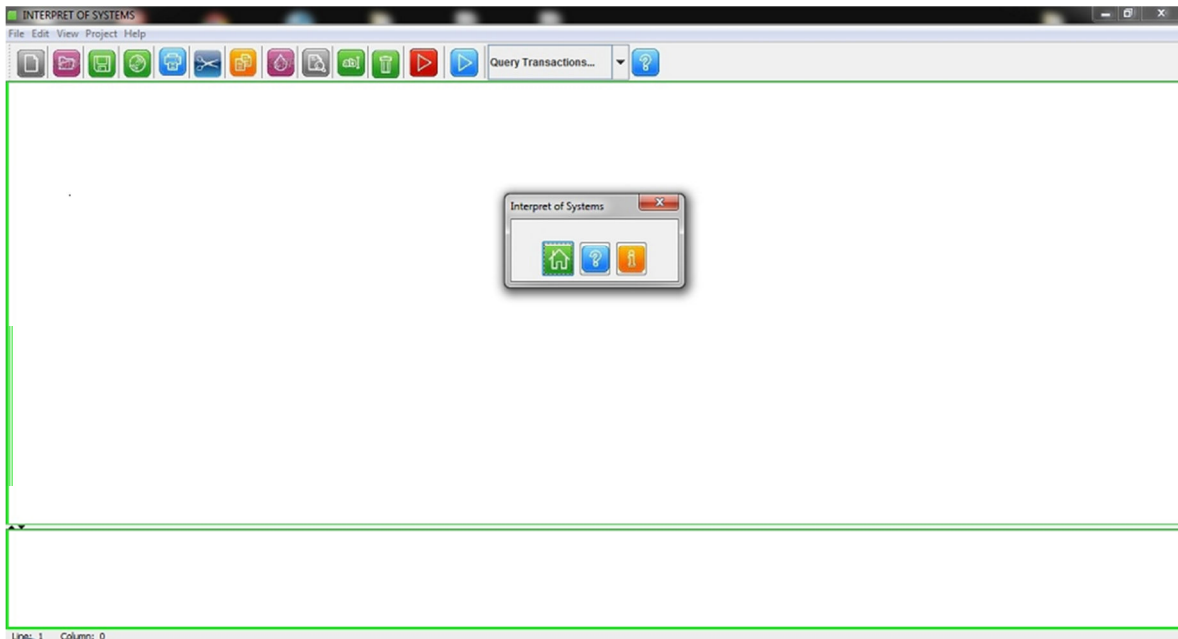 INTERPRET OF SYSTEMS
File Edit View Project Help
Query Transactions...
Interpret of Systems
Line: 1 Column: 0